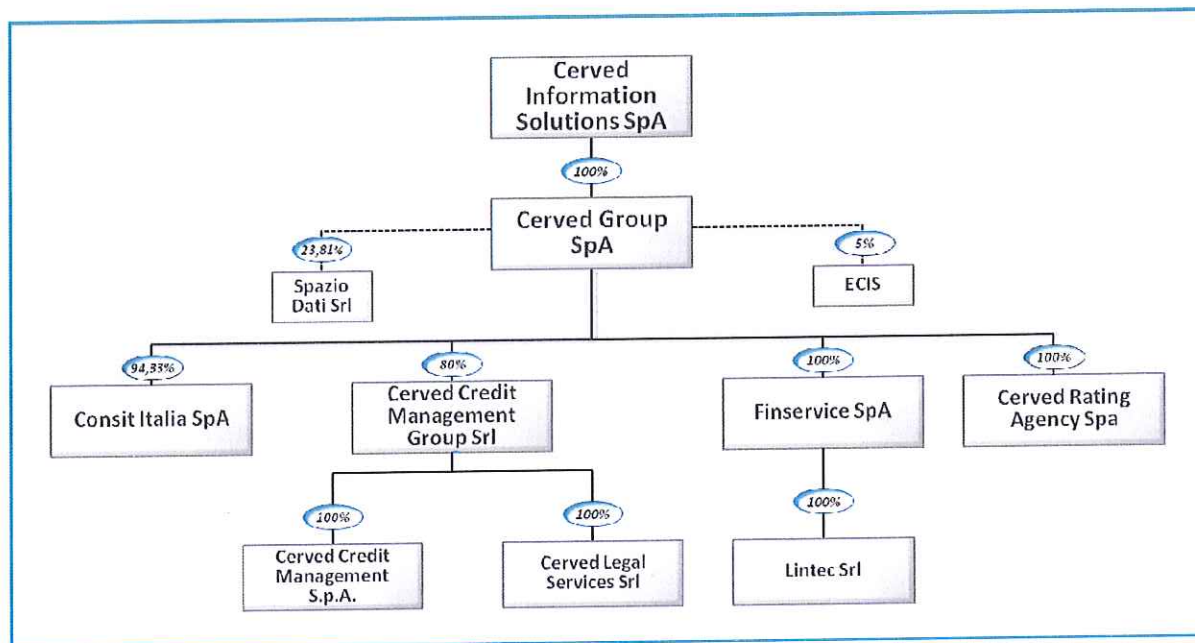 Cerved
Information
Solutions SpA
100%
Cerved Group
SpA
23,81%
5%
Spazio
Dati Srl
ECIS
94,33%
80%
100%
100%
Consit Italia SpA
Cerved Credit
Management
Group Srl
Finservice SpA
Cerved Rating
Agency Spa
100%
100%
100%
Cerved Credit
Management
S.p.A.
Cerved Legal
Services Srl
Lintec Srl